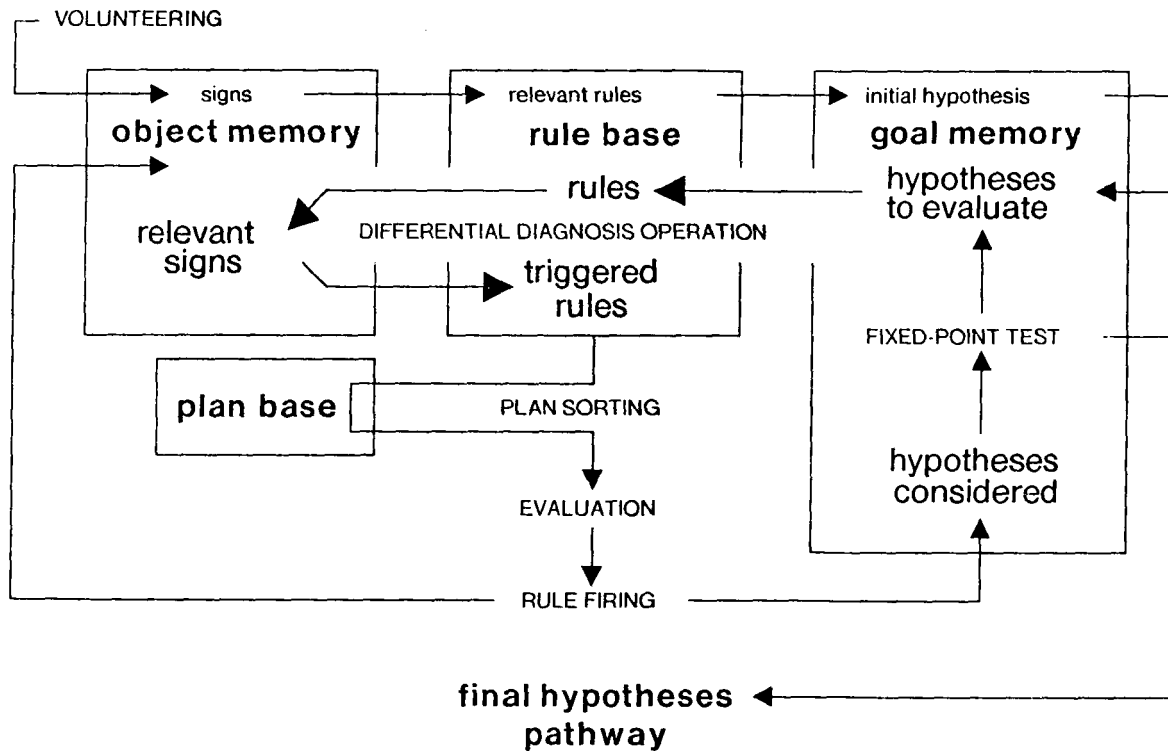 VOLUNTEERING
signs
relevant rules
initial hypothesis
object memory
rule base
goal memory
rules
hypotheses
to evaluate
relevant
signs
DIFFERENTIAL DIAGNOSIS OPERATION
triggered
rules
FIXED-POINT TEST
plan base
PLAN SORTING
hypotheses
considered
EVALUATION
RULE FIRING
final hypotheses
pathway